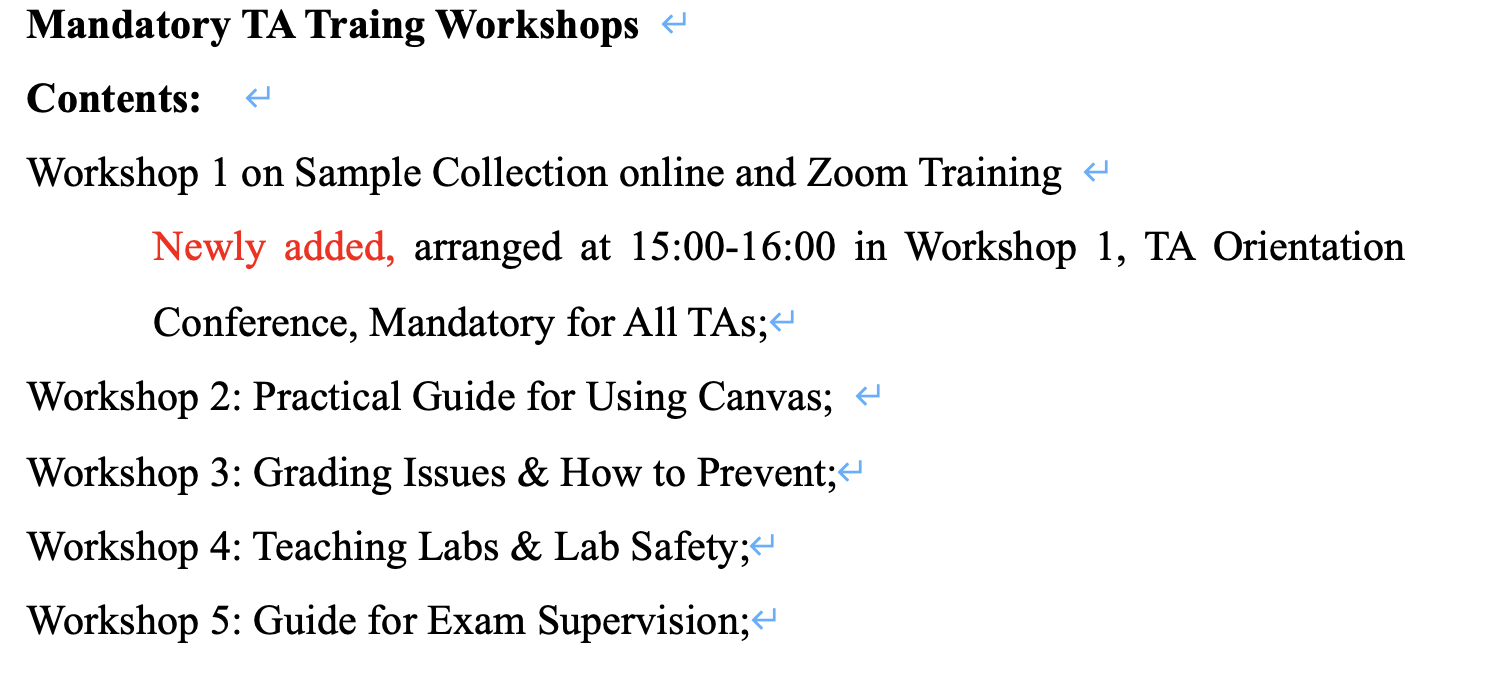 Mandatory TA Traing Workshops
Contents:
Workshop 1 on Sample Collection online and Zoom Training
Newly added, arranged at 15:00-16:00 in Workshop 1, TA Orientation
Conference, Mandatory for All TAs;
Workshop 2: Practical Guide for Using Canvas;
Workshop 3: Grading Issues & How to Prevent;
Workshop 4: Teaching Labs & Lab Safety;
Workshop 5: Guide for Exam Supervision;